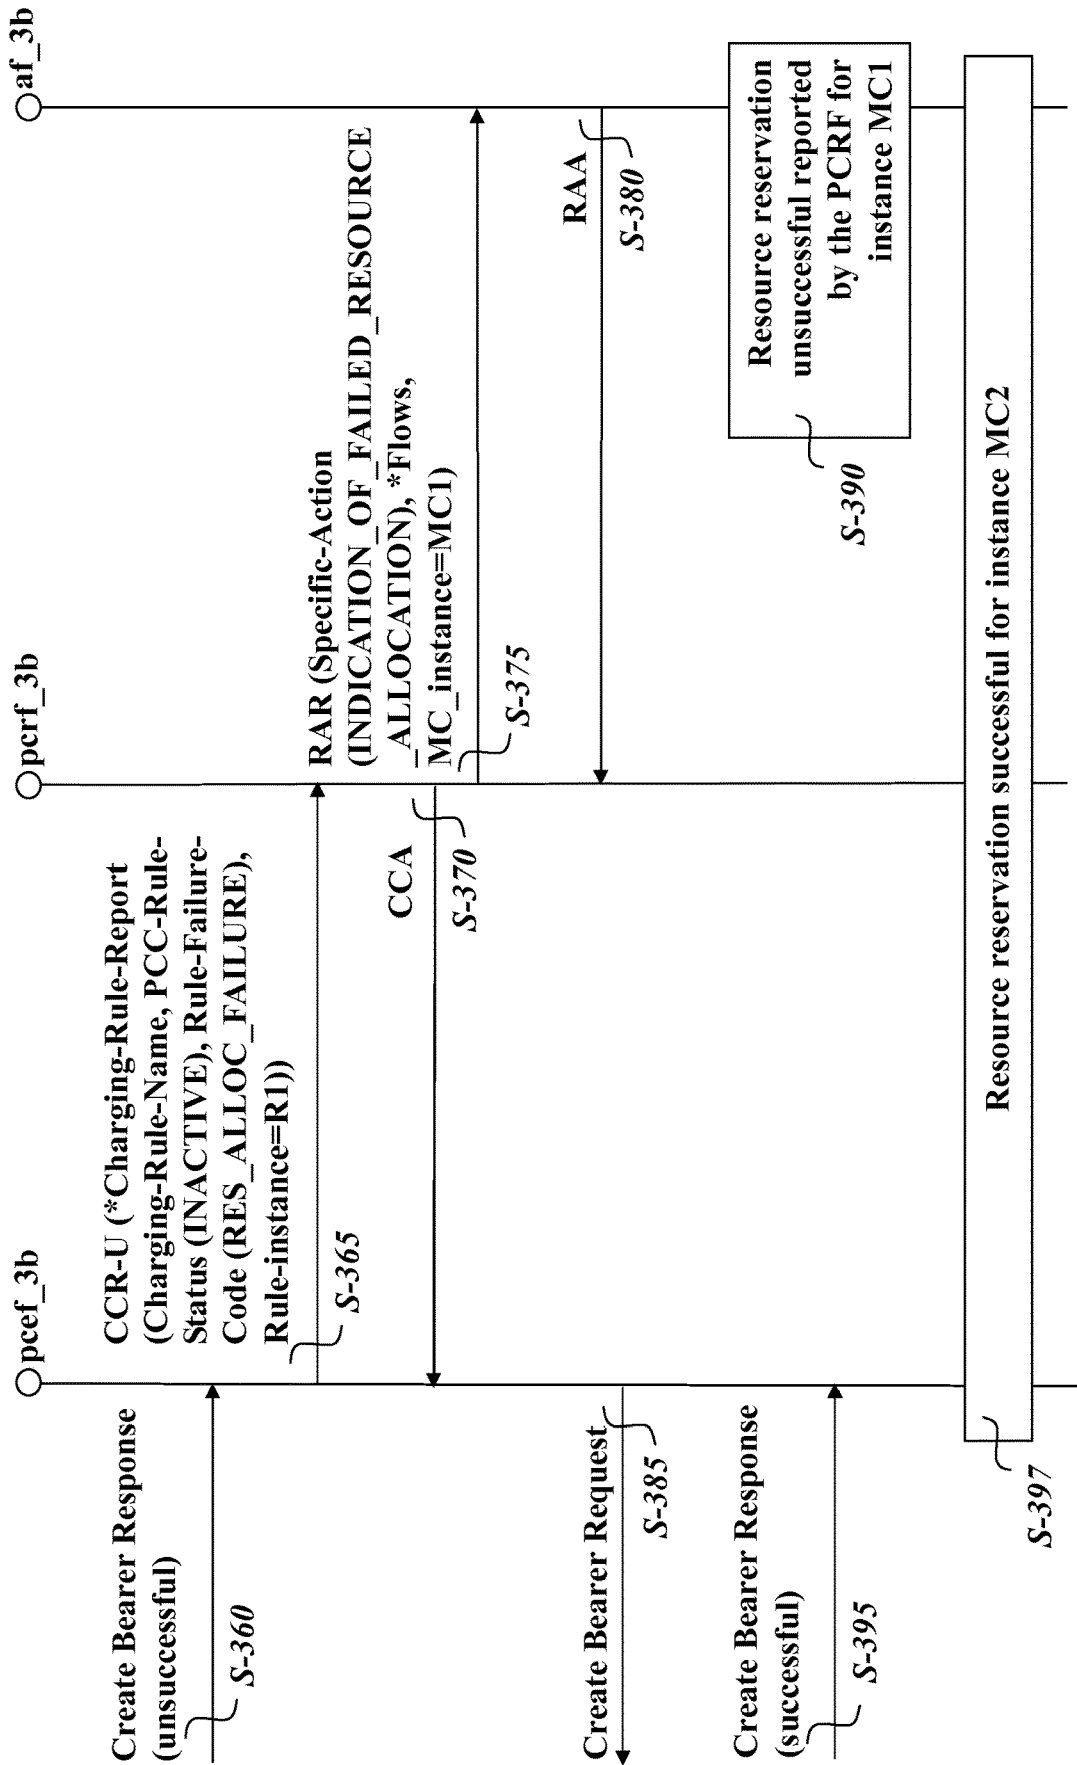 pcef_3b
pcrf_3b
af_3b
Create Bearer Response
(unsuccessful)
S-360
CCR-U (*Charging-Rule-Report
(Charging-Rule-Name, PCC-Rule-
Status (INACTIVE), Rule-Failure-
Code (RES_ALLOC_FAILURE),
Rule-instance=R1))
S-365
CCA
S-370
RAR (Specific-Action
(INDICATION_OF_FAILED_RESOURCE
_ALLOCATION), *Flows,
MC_instance=MC1)
S-375
RAA
S-380
Create Bearer Request
S-385
Resource reservation
unsuccessful reported
by the PCRF for
instance MC1
S-390
Create Bearer Response
(successful)
S-395
Resource reservation successful for instance MC2
S-397